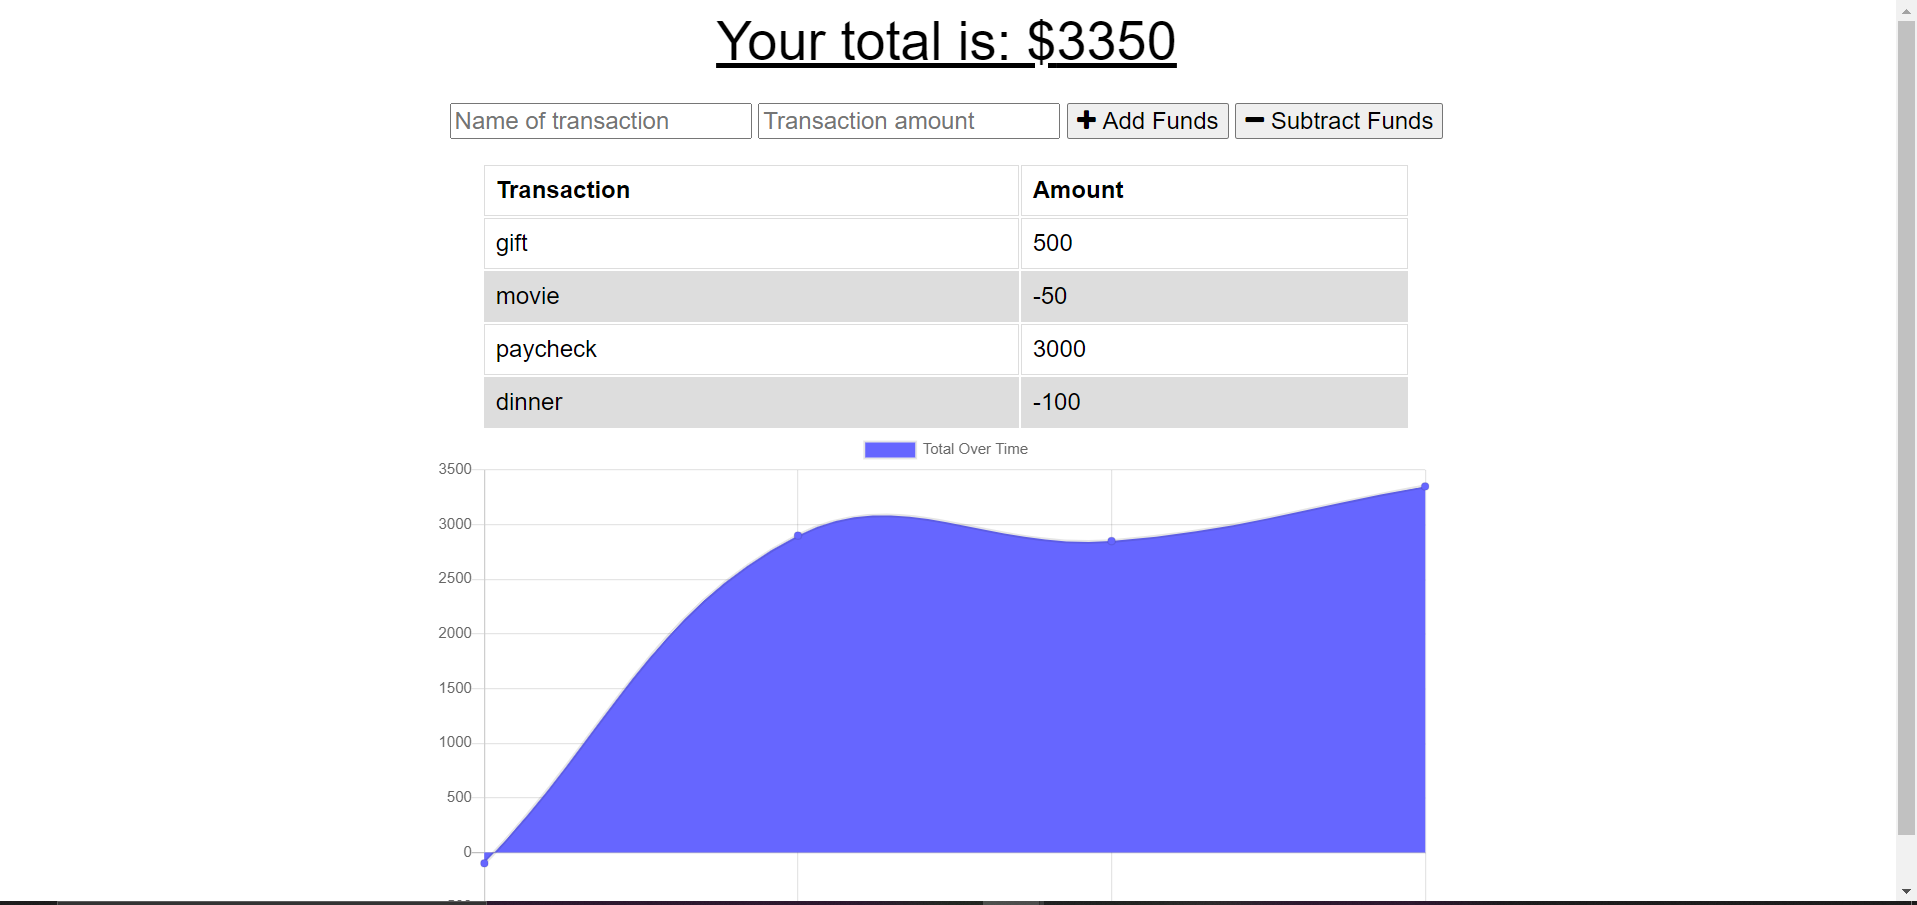 Your total is: $3350
Name of transaction Transaction amount Add Funds Subtract Funds
Transaction Amount
gift 500
movie -50
paycheck 3000
dinner -100
Total Over Time
3500
3000
2500
2000
1500
1000
500
0